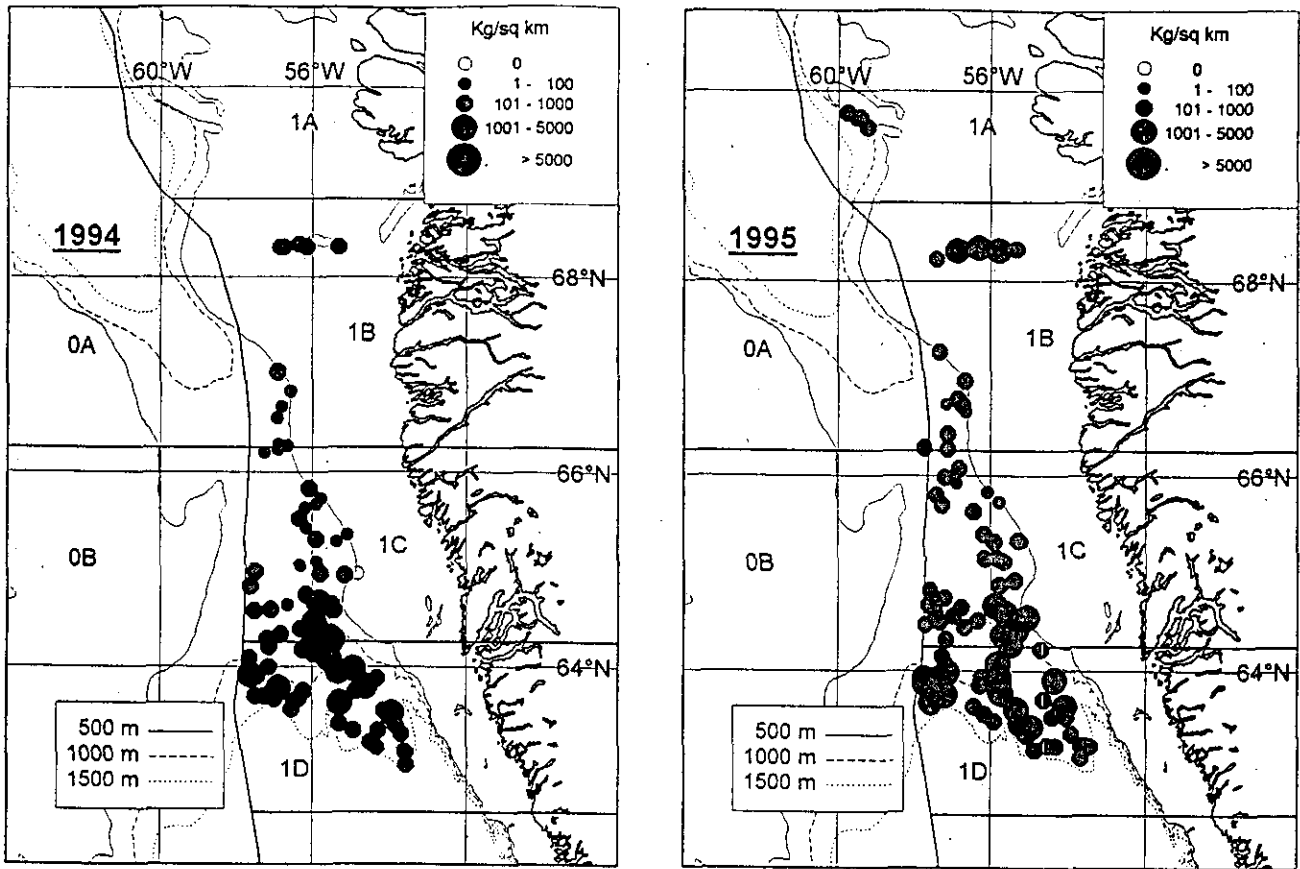 Kg/sq km
0
1 - 100
101 - 1000
1001 - 5000
> 5000
60°W
56°W
1A
1994
68°N
0A
1B
66°N
0B
1C
64°N
500 m
1000 m
1500 m
1D
Kg/sq km
0
1 - 100
101 - 1000
1001 - 5000
> 5000
60°W
56°W
1A
1995
68°N
0A
1B
66°N
0B
1C
64°N
500 m
1000 m
1500 m
1D